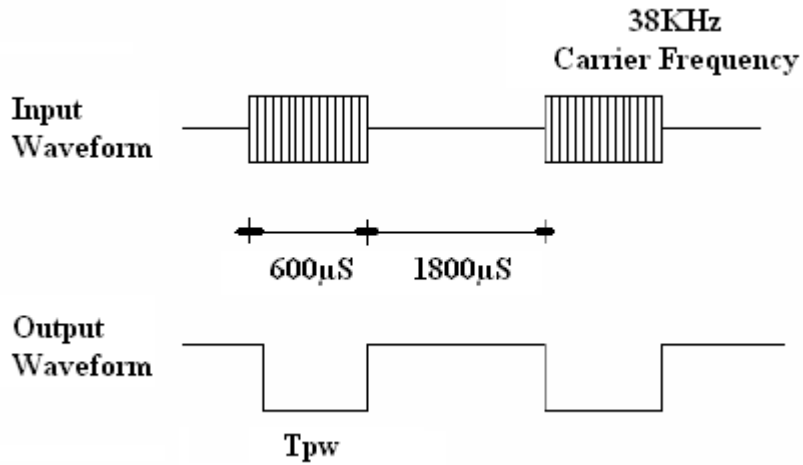 38KHz
Carrier Frequency
Input
Waveform
600µS
1800µS
Output
Waveform
Tpw